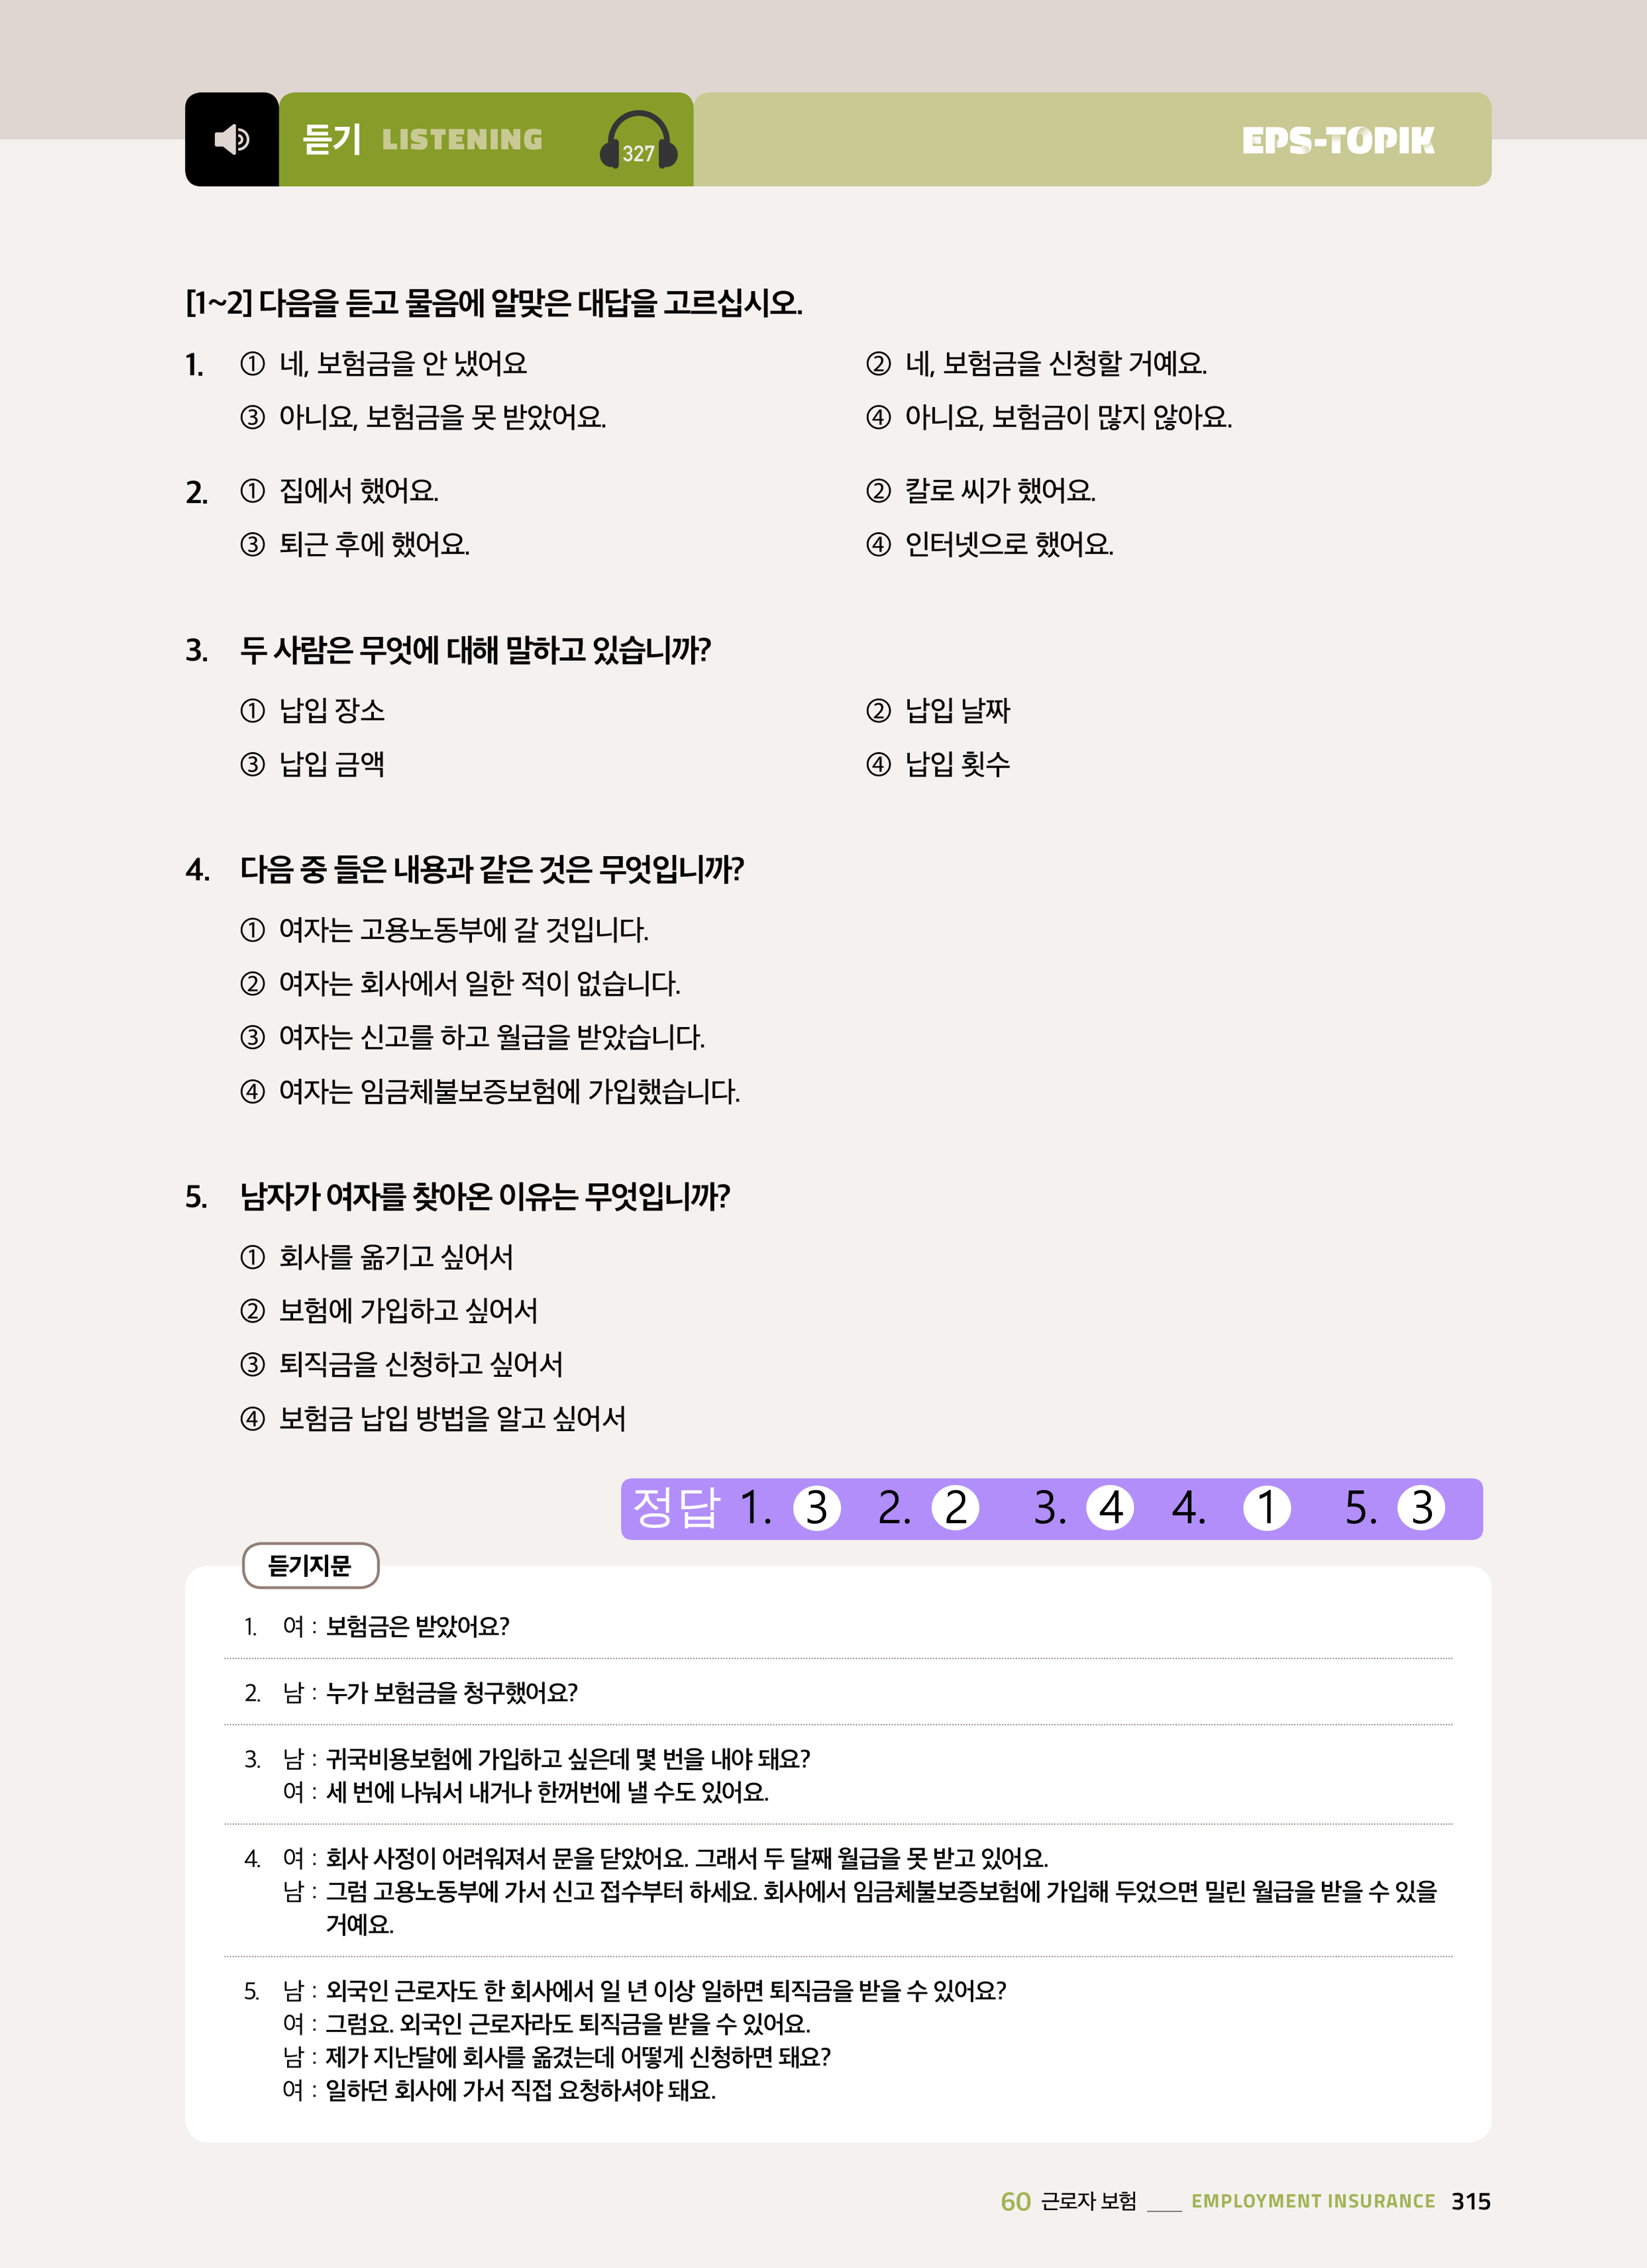 듣기 LISTENING 327 EPS-TOPIK
[1~2] 다음을 듣고 물음에 알맞은 대답을 고르십시오.
1. ① 네, 보험금을 안 냈어요 ② 네, 보험금을 신청할 거예요.
③ 아니요, 보험금을 못 받았어요. ④ 아니요, 보험금이 많지 않아요.
2. ① 집에서 했어요. ② 칼로 씨가 했어요.
③ 퇴근 후에 했어요. ④ 인터넷으로 했어요.
3. 두 사람은 무엇에 대해 말하고 있습니까?
① 납입 장소 ② 납입 날짜
③ 납입 금액 ④ 납입 횟수
4. 다음 중 들은 내용과 같은 것은 무엇입니까?
① 여자는 고용노동부에 갈 것입니다.
② 여자는 회사에서 일한 적이 없습니다.
③ 여자는 신고를 하고 월급을 받았습니다.
④ 여자는 임금체불보증보험에 가입했습니다.
5. 남자가 여자를 찾아온 이유는 무엇입니까?
① 회사를 옮기고 싶어서
② 보험에 가입하고 싶어서
③ 퇴직금을 신청하고 싶어서
④ 보험금 납입 방법을 알고 싶어서
정답 1. 3 2. 2 3. 4 4. 1 5. 3
듣기지문
1. 여 : 보험금은 받았어요?
2. 남 : 누가 보험금을 청구했어요?
3. 남 : 귀국비용보험에 가입하고 싶은데 몇 번을 내야 돼요?
여 : 세 번에 나눠서 내거나 한꺼번에 낼 수도 있어요.
4. 여 : 회사 사정이 어려워져서 문을 닫았어요. 그래서 두 달째 월급을 못 받고 있어요.
남 : 그럼 고용노동부에 가서 신고 접수부터 하세요. 회사에서 임금체불보증보험에 가입해 두었으면 밀린 월급을 받을 수 있을
거예요.
5. 남 : 외국인 근로자도 한 회사에서 일 년 이상 일하면 퇴직금을 받을 수 있어요?
여 : 그럼요. 외국인 근로자라도 퇴직금을 받을 수 있어요.
남 : 제가 지난달에 회사를 옮겼는데 어떻게 신청하면 돼요?
여 : 일하던 회사에 가서 직접 요청하셔야 돼요.
60 근로자 보험 ___ EMPLOYMENT INSURANCE 315